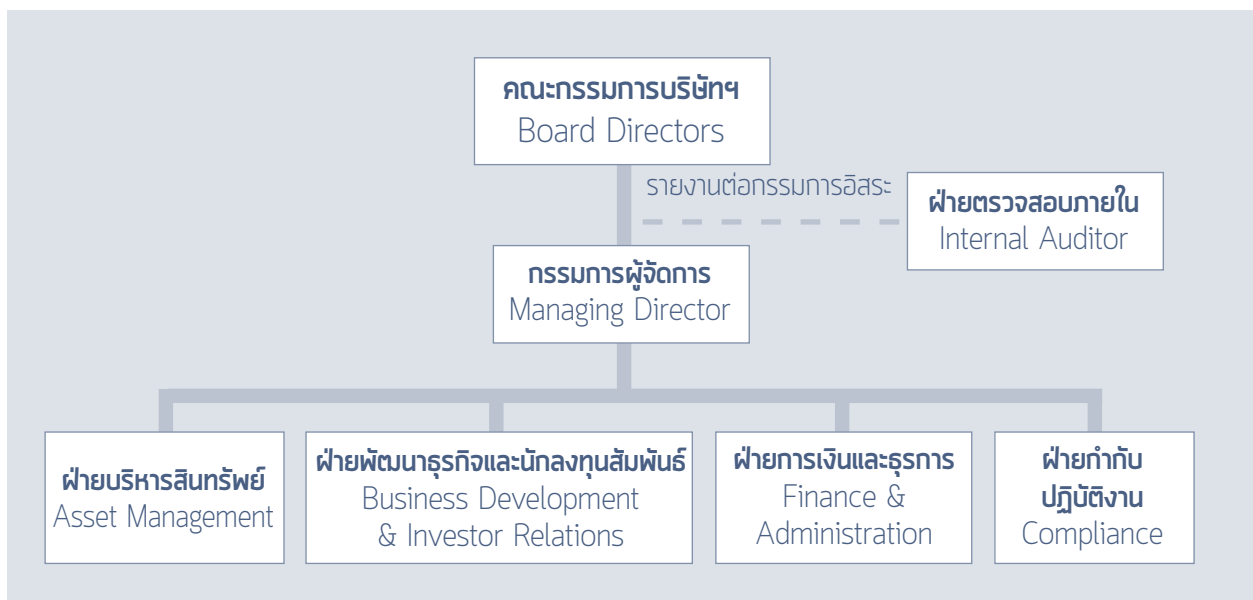 คณะกรรมการบริษัทฯ
Board Directors
รายงานต่อกรรมการอิสระ
ฝ่ายตรวจสอบภายใน
Internal Auditor
กรรมการผู้จัดการ
Managing Director
ฝ่ายบริหารสินทรัพย์
Asset Management
ฝ่ายพัฒนาธุรกิจและนักลงทุนสัมพันธ์
Business Development
& Investor Relations
ฝ่ายการเงินและธุรการ
Finance &
Administration
ฝ่ายกำกับ
ปฏิบัติงาน
Compliance